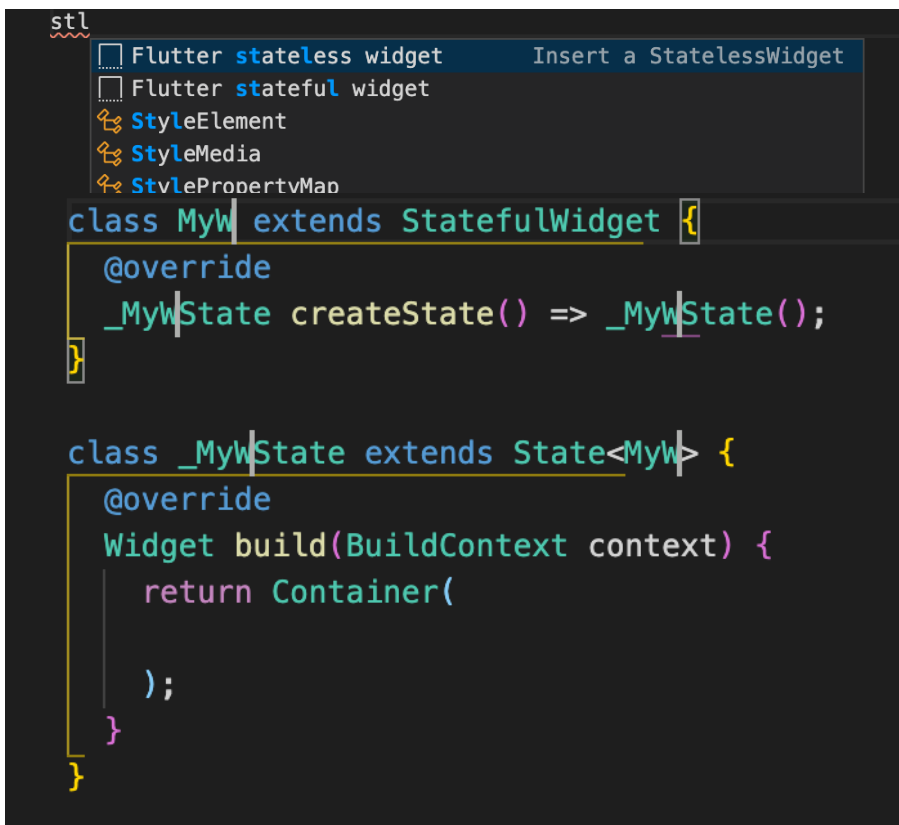 stl
Flutter stateless widget Insert a StatelessWidget
Flutter stateful widget
StyleElement
StyleMedia
StylePropertyMap
class MyW extends StatefulWidget {
@override
_MyWState createState() => _MyWState();
}
class _MyWState extends State<MyW> {
@override
Widget build(BuildContext context) {
return Container(
);
}
}